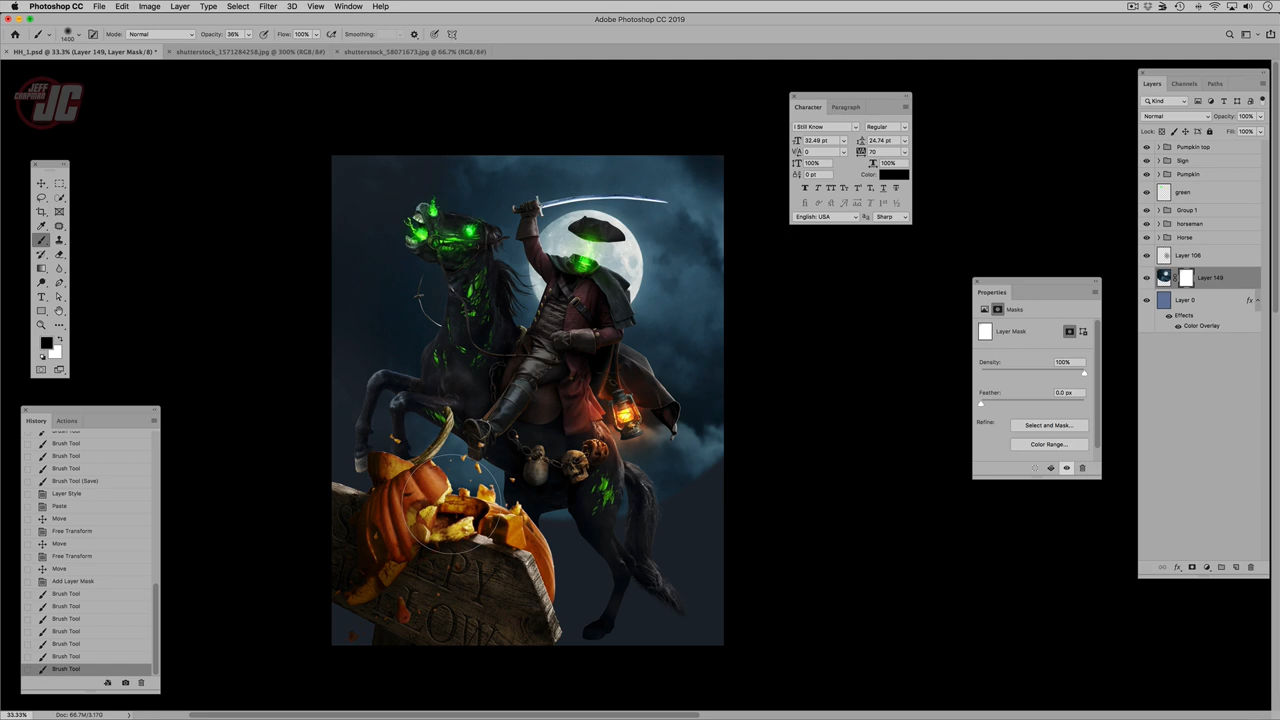 Photoshop CC File Edit Image Layer Type Select Filter 3D View Window Help
Adobe Photoshop CC 2019
1400 Mode: Normal Opacity: 36% Flow: 100% Smoothing:
× HH_1.psd @ 33.3% (Layer 149, Layer Mask/8) * × shutterstock_1571284258.jpg @ 300% (RGB/8#) × shutterstock_58071673.jpg @ 66.7% (RGB/8#)
JEFF
JC
Character Paragraph
I Still Know Regular
32.49 pt 24.74 pt
0 70
100% 100%
0 pt Color:
English: USA Sharp
Layers Channels Paths
Kind
Normal Opacity: 100%
Lock: Fill: 100%
Pumpkin top
Sign
Pumpkin
green
Group 1
horseman
Horse
Layer 106
Layer 149
Layer 0 fx
Effects
Color Overlay
Properties
Masks
Layer Mask
Density: 100%
Feather: 0.0 px
Refine: Select and Mask...
Color Range...
History Actions
Brush Tool
Brush Tool
Brush Tool
Brush Tool
Brush Tool (Save)
Layer Style
Paste
Move
Free Transform
Move
Free Transform
Move
Add Layer Mask
Brush Tool
Brush Tool
Brush Tool
Brush Tool
Brush Tool
Brush Tool
Brush Tool
33.33% Doc: 66.7M/3.17G